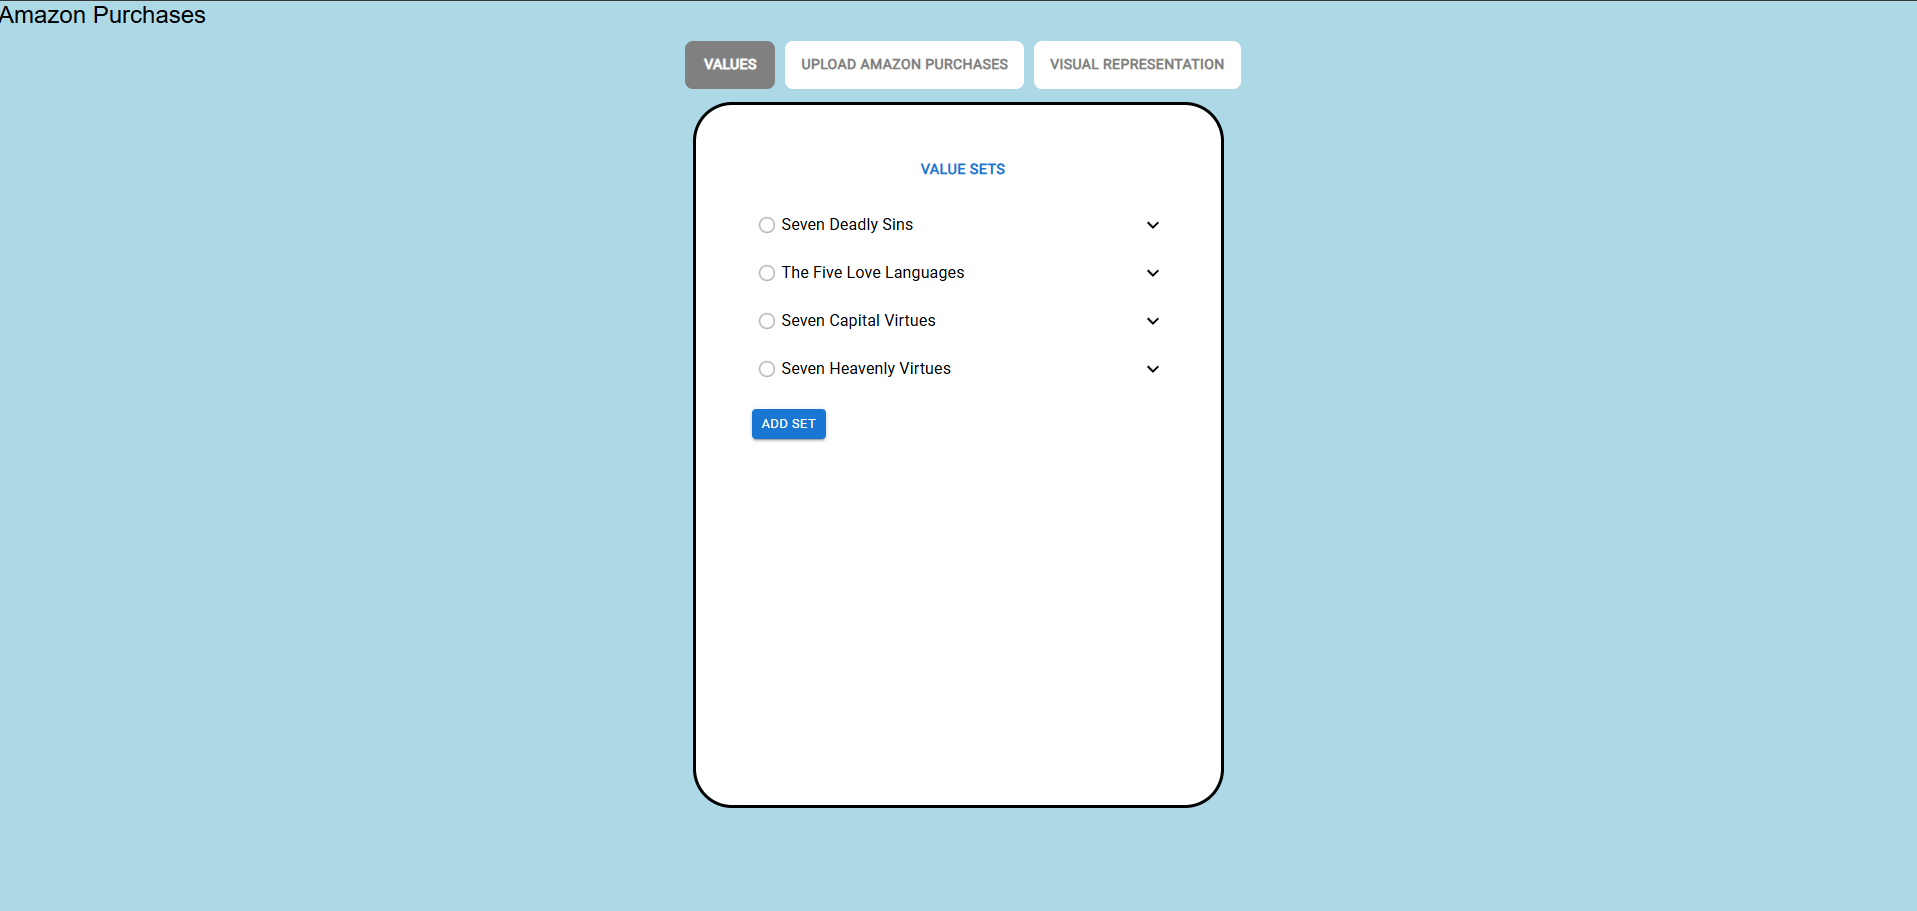 Amazon Purchases
VALUES
UPLOAD AMAZON PURCHASES
VISUAL REPRESENTATION
VALUE SETS
Seven Deadly Sins
The Five Love Languages
Seven Capital Virtues
Seven Heavenly Virtues
ADD SET